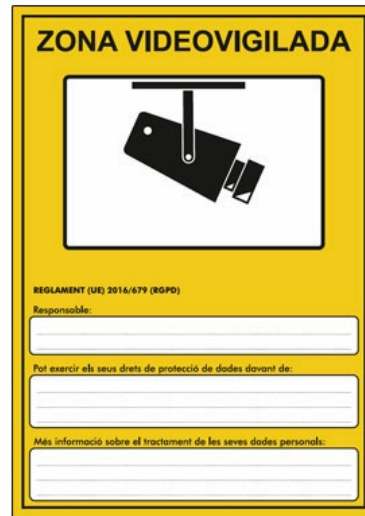 ZONA VIDEOVIGILADA
REGLAMENT (UE) 2016/679 (RGPD)
Responsable:
Pot exercir els seus drets de protecció de dades davant de:
Més informació sobre el tractament de les seves dades personals: